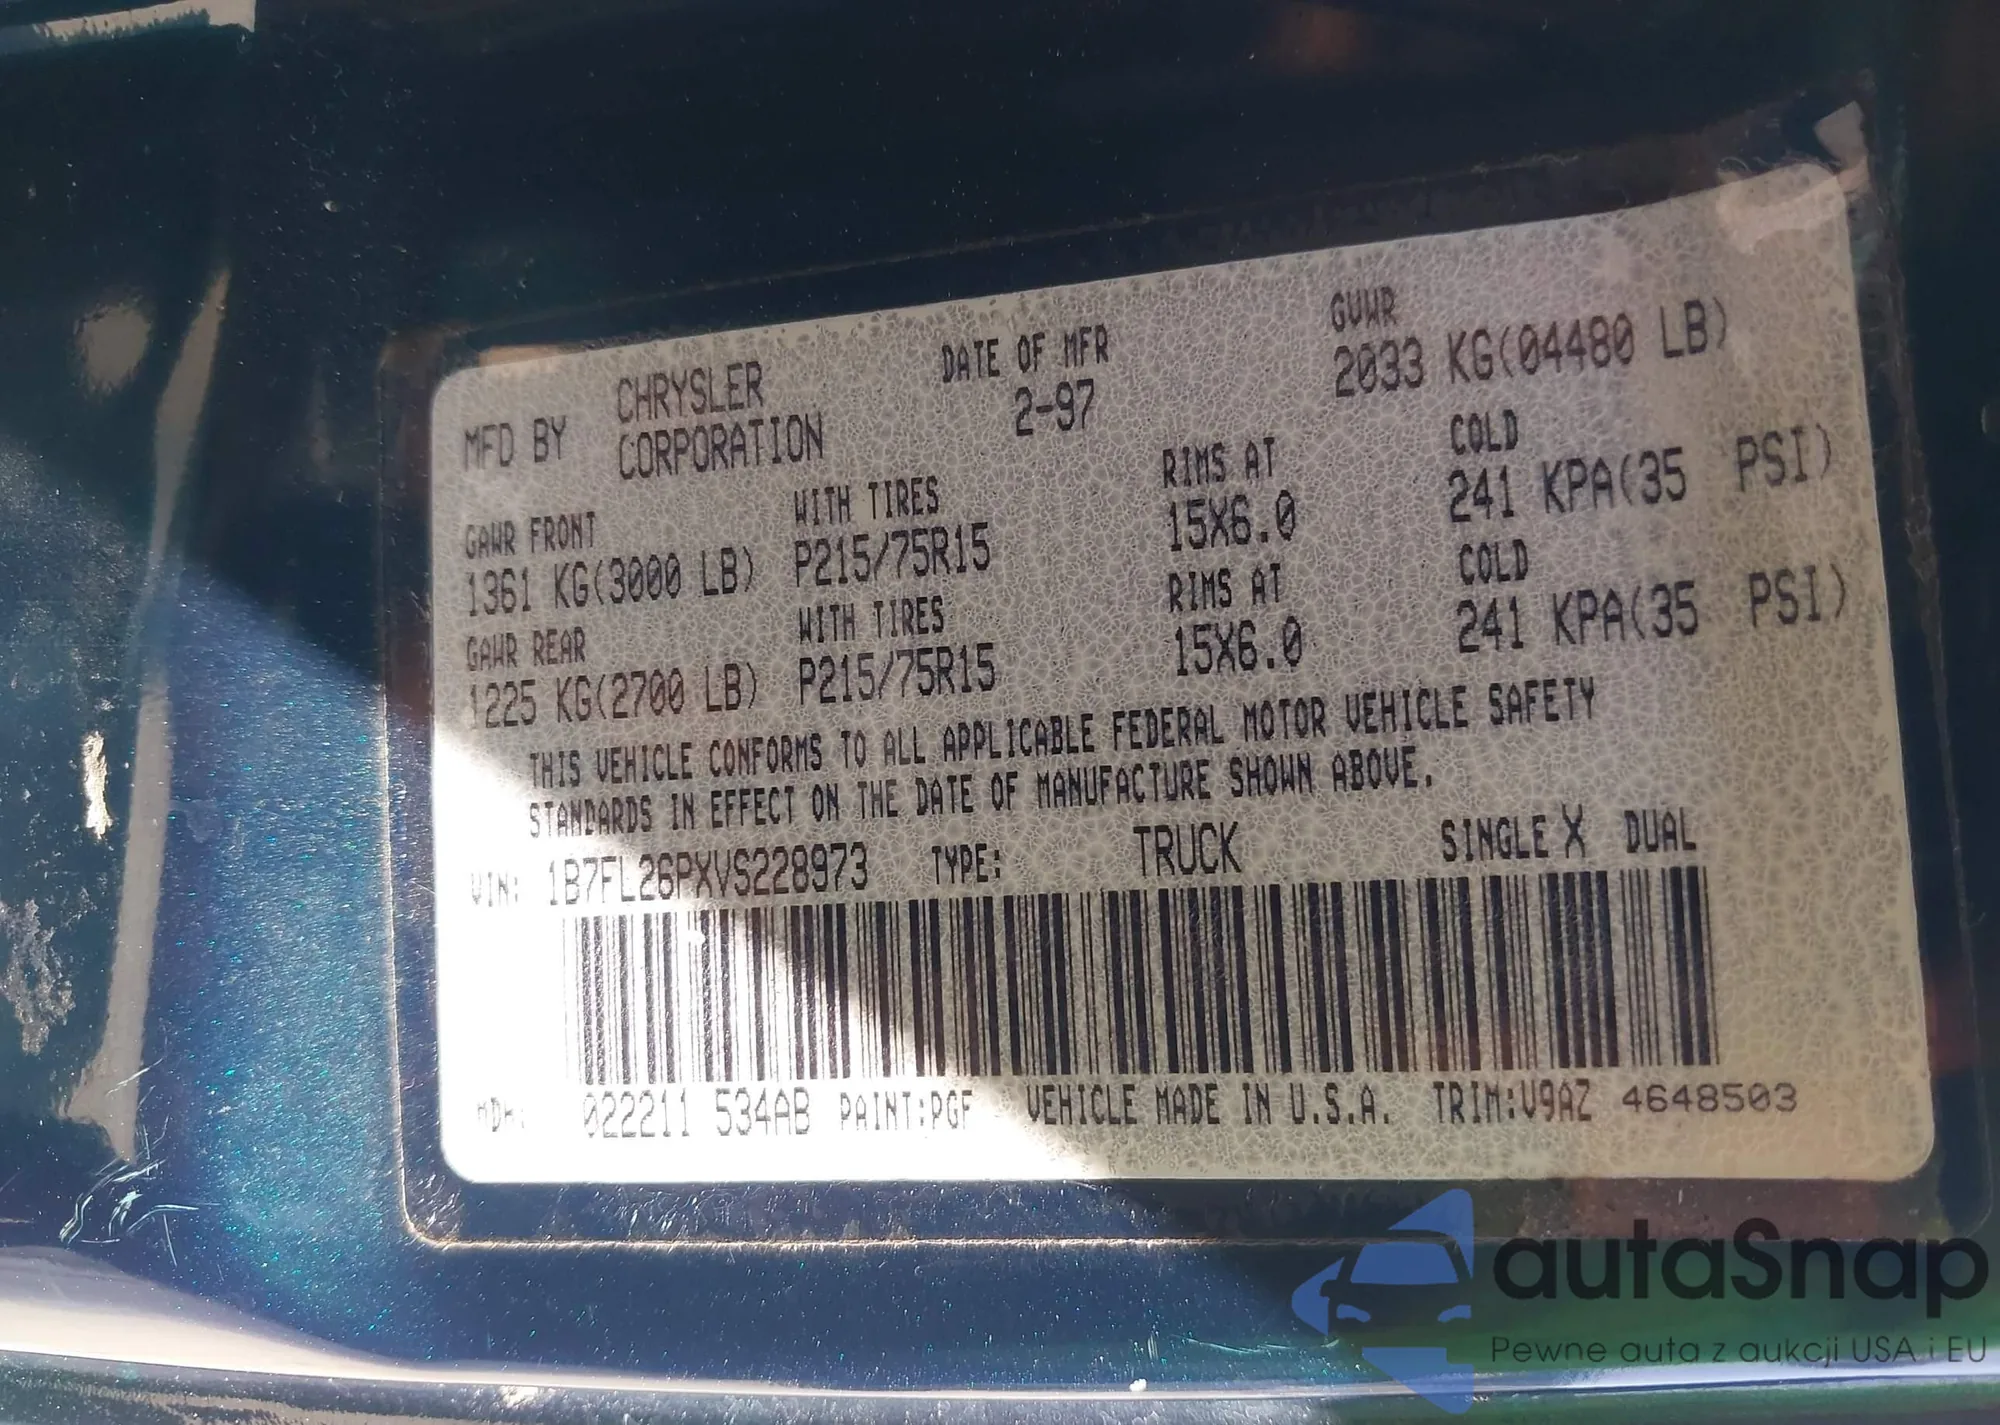 MFD BY CHRYSLER CORPORATION DATE OF MFR 2-97 GVWR 2033 KG(04480 LB)
GAWR FRONT WITH TIRES RIMS AT COLD
1361 KG(3000 LB) P215/75R15 15X6.0 241 KPA(35 PSI)
GAWR REAR WITH TIRES RIMS AT COLD
1225 KG(2700 LB) P215/75R15 15X6.0 241 KPA(35 PSI)
THIS VEHICLE CONFORMS TO ALL APPLICABLE FEDERAL MOTOR VEHICLE SAFETY
STANDARDS IN EFFECT ON THE DATE OF MANUFACTURE SHOWN ABOVE.
VIN: 1B7FL26PXVS228973 TYPE: TRUCK SINGLE X DUAL
MDH: 022211 534AB PAINT:PGF VEHICLE MADE IN U.S.A. TRIM:V9AZ 4648503
autaSnap
Pewne auta z aukcji USA i EU